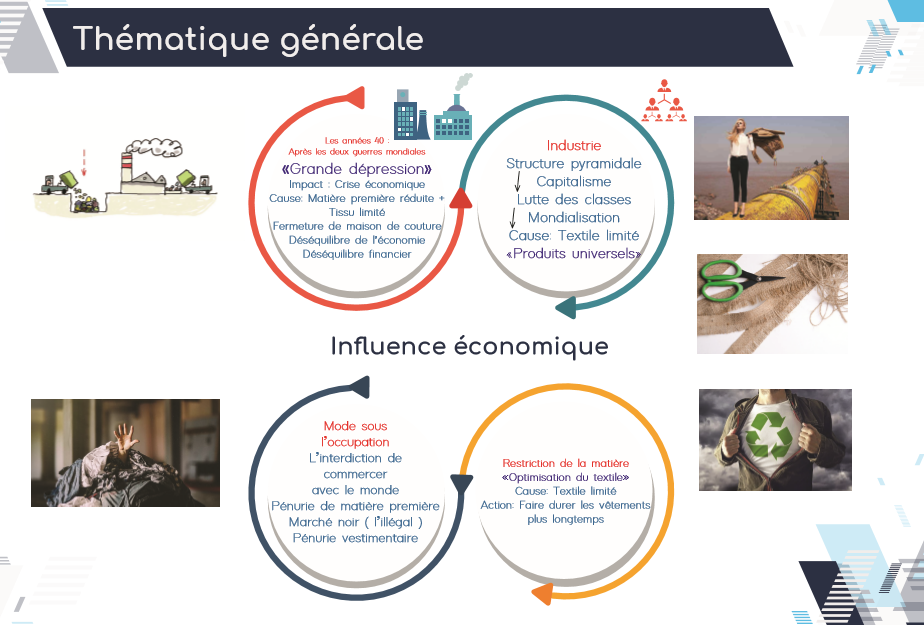 Thématique générale
Les années 40 :
Après les deux guerres mondiales
«Grande dépression»
Impact : Crise économique
Cause: Matière première réduite +
Tissu limité
Fermeture de maison de couture
Déséquilibre de l'économie
Déséquilibre financier
Industrie
Structure pyramidale
Capitalisme
Lutte des classes
Mondialisation
Cause: Textile limité
«Produits universels»
Influence économique
Mode sous
l'occupation
L'interdiction de
commercer
avec le monde
Pénurie de matière première
Marché noir ( l'illégal )
Pénurie vestimentaire
Restriction de la matière
«Optimisation du textile»
Cause: Textile limité
Action: Faire durer les vêtements
plus longtemps